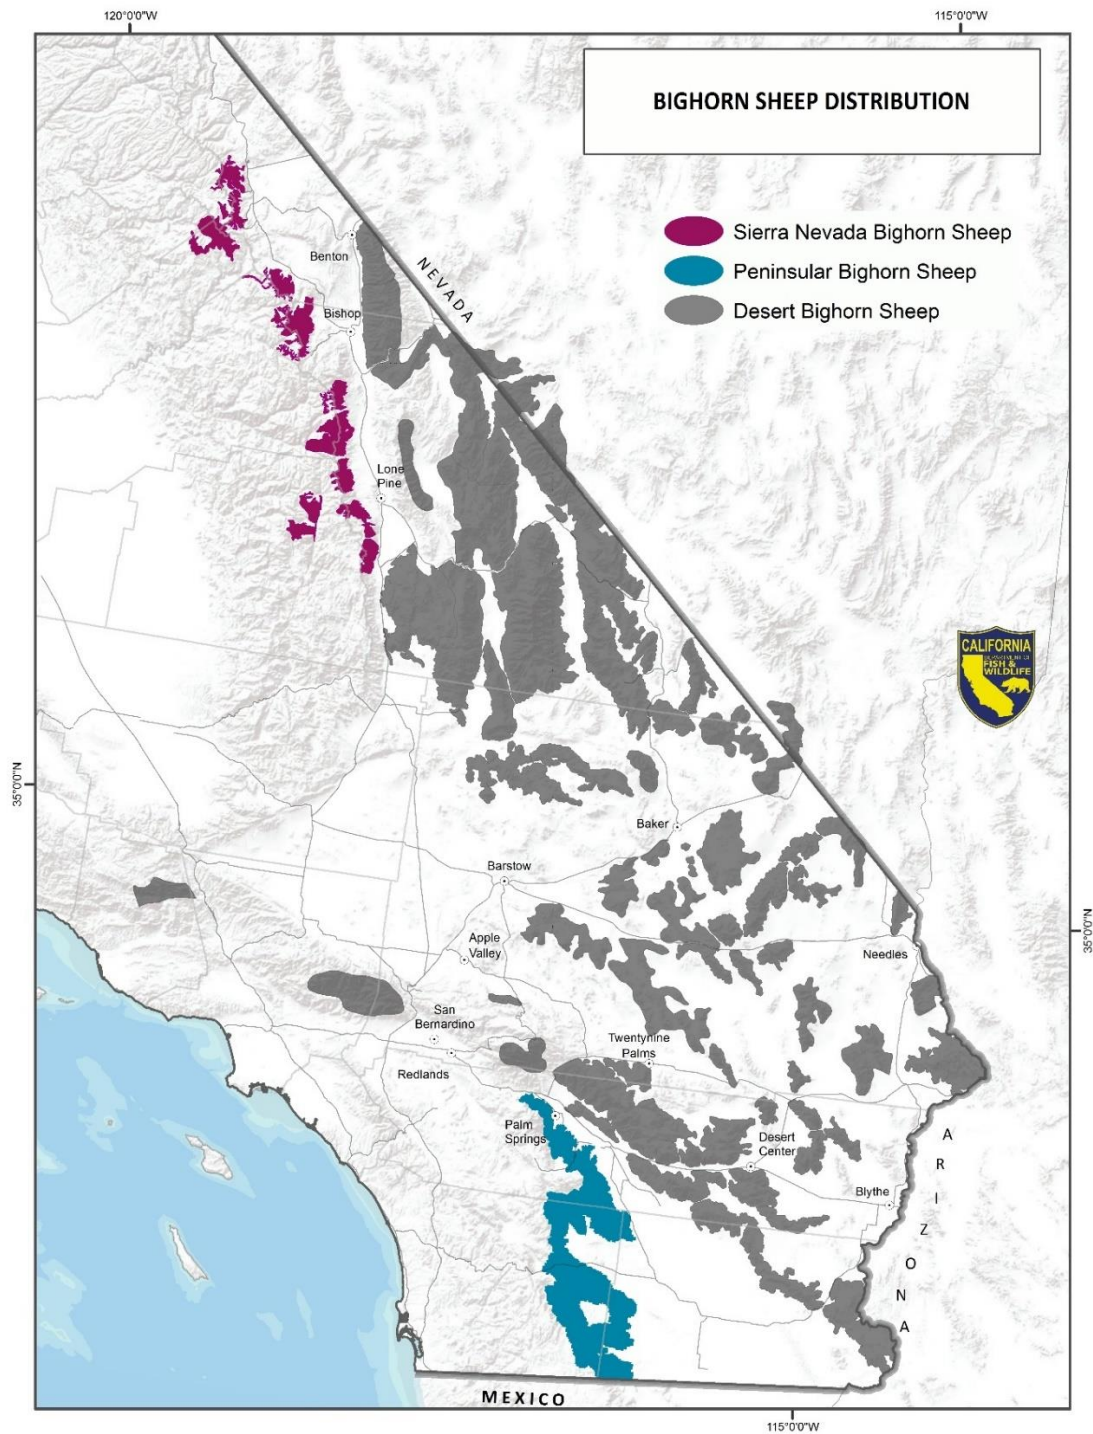 120°0'0"W
115°0'0"W
BIGHORN SHEEP DISTRIBUTION
Sierra Nevada Bighorn Sheep
Peninsular Bighorn Sheep
Desert Bighorn Sheep
Benton
NEVADA
Bishop
Lone
Pine
CALIFORNIA
DEPARTMENT OF
FISH &
WILDLIFE
35°0'0"N
Baker
Barstow
Apple
Valley
35°0'0"N
Needles
San
Bernardino
Twentynine
Palms
Redlands
Palm
Springs
Desert
Center
Blythe
ARIZONA
MEXICO
115°0'0"W